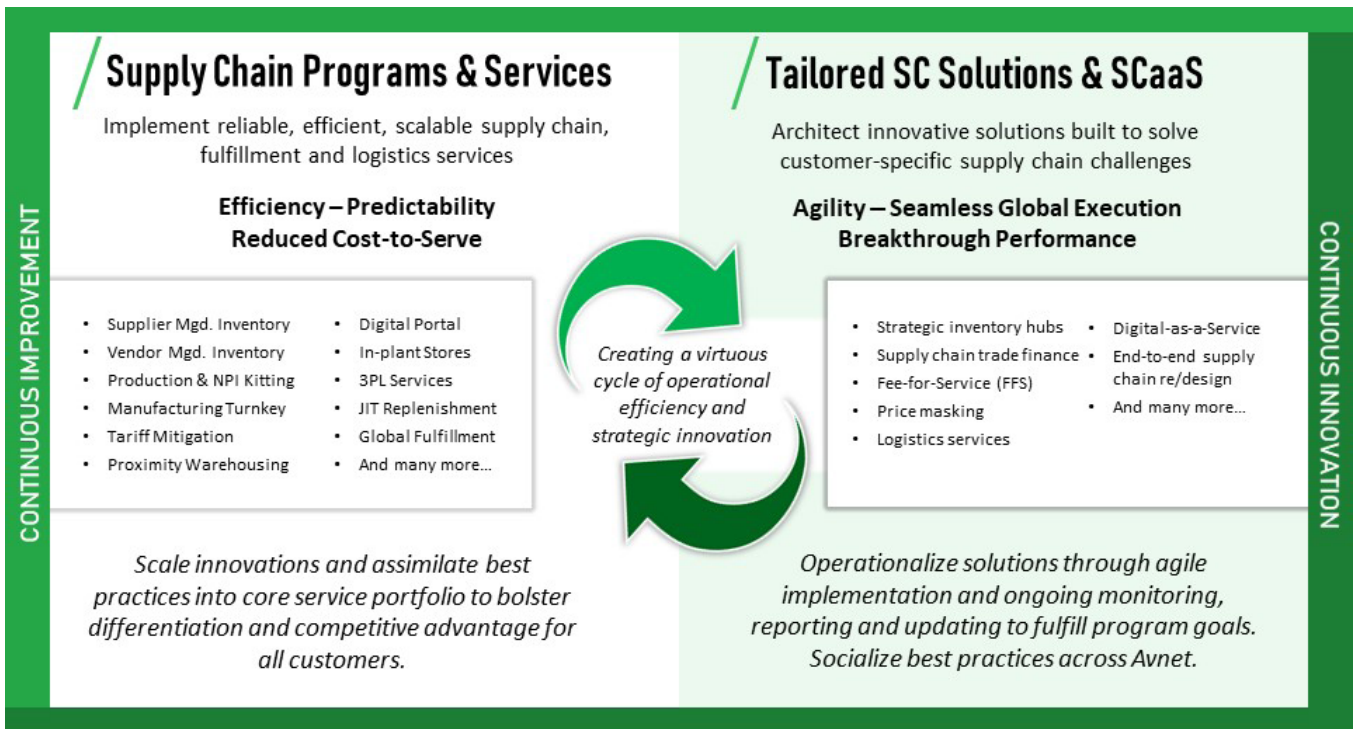 CONTINUOUS IMPROVEMENT
Supply Chain Programs & Services
Implement reliable, efficient, scalable supply chain,
fulfillment and logistics services
Efficiency – Predictability
Reduced Cost-to-Serve
• Supplier Mgd. Inventory
• Vendor Mgd. Inventory
• Production & NPI Kitting
• Manufacturing Turnkey
• Tariff Mitigation
• Proximity Warehousing
• Digital Portal
• In-plant Stores
• 3PL Services
• JIT Replenishment
• Global Fulfillment
• And many more...
Scale innovations and assimilate best
practices into core service portfolio to bolster
differentiation and competitive advantage for
all customers.
Creating a virtuous
cycle of operational
efficiency and
strategic innovation
Tailored SC Solutions & SCaaS
Architect innovative solutions built to solve
customer-specific supply chain challenges
Agility – Seamless Global Execution
Breakthrough Performance
• Strategic inventory hubs
• Supply chain trade finance
• Fee-for-Service (FFS)
• Price masking
• Logistics services
• Digital-as-a-Service
• End-to-end supply
chain re/design
• And many more...
Operationalize solutions through agile
implementation and ongoing monitoring,
reporting and updating to fulfill program goals.
Socialize best practices across Avnet.
CONTINUOUS INNOVATION